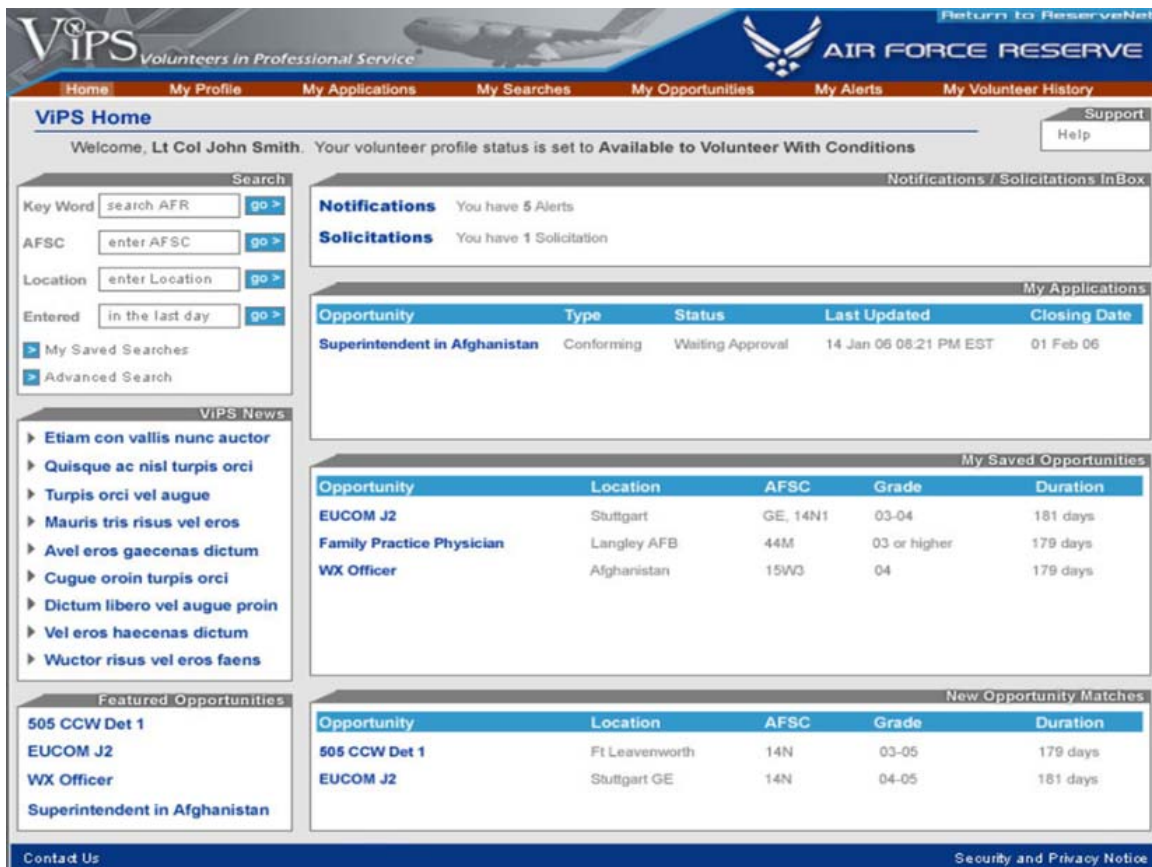 Return to ReserveNet
ViPS Volunteers in Professional Service
AIR FORCE RESERVE
Home My Profile My Applications My Searches My Opportunities My Alerts My Volunteer History
ViPS Home
Support
Help
Welcome, Lt Col John Smith. Your volunteer profile status is set to Available to Volunteer With Conditions
Search
Key Word search AFR go >
AFSC enter AFSC go >
Location enter Location go >
Entered in the last day go >
> My Saved Searches
> Advanced Search
ViPS News
Etiam con vallis nunc auctor
Quisque ac nisl turpis orci
Turpis orci vel augue
Mauris tris risus vel eros
Avel eros gaecenas dictum
Cugue oroin turpis orci
Dictum libero vel augue proin
Vel eros haecenas dictum
Wuctor risus vel eros faens
Featured Opportunities
505 CCW Det 1
EUCOM J2
WX Officer
Superintendent in Afghanistan
Notifications / Solicitations InBox
Notifications You have 5 Alerts
Solicitations You have 1 Solicitation
My Applications
Opportunity Type Status Last Updated Closing Date
Superintendent in Afghanistan Conforming Waiting Approval 14 Jan 06 08:21 PM EST 01 Feb 06
My Saved Opportunities
Opportunity Location AFSC Grade Duration
EUCOM J2 Stuttgart GE, 14N1 03-04 181 days
Family Practice Physician Langley AFB 44M 03 or higher 179 days
WX Officer Afghanistan 15W3 04 179 days
New Opportunity Matches
Opportunity Location AFSC Grade Duration
505 CCW Det 1 Ft Leavenworth 14N 03-05 179 days
EUCOM J2 Stuttgart GE 14N 04-05 181 days
Contact Us
Security and Privacy Notice